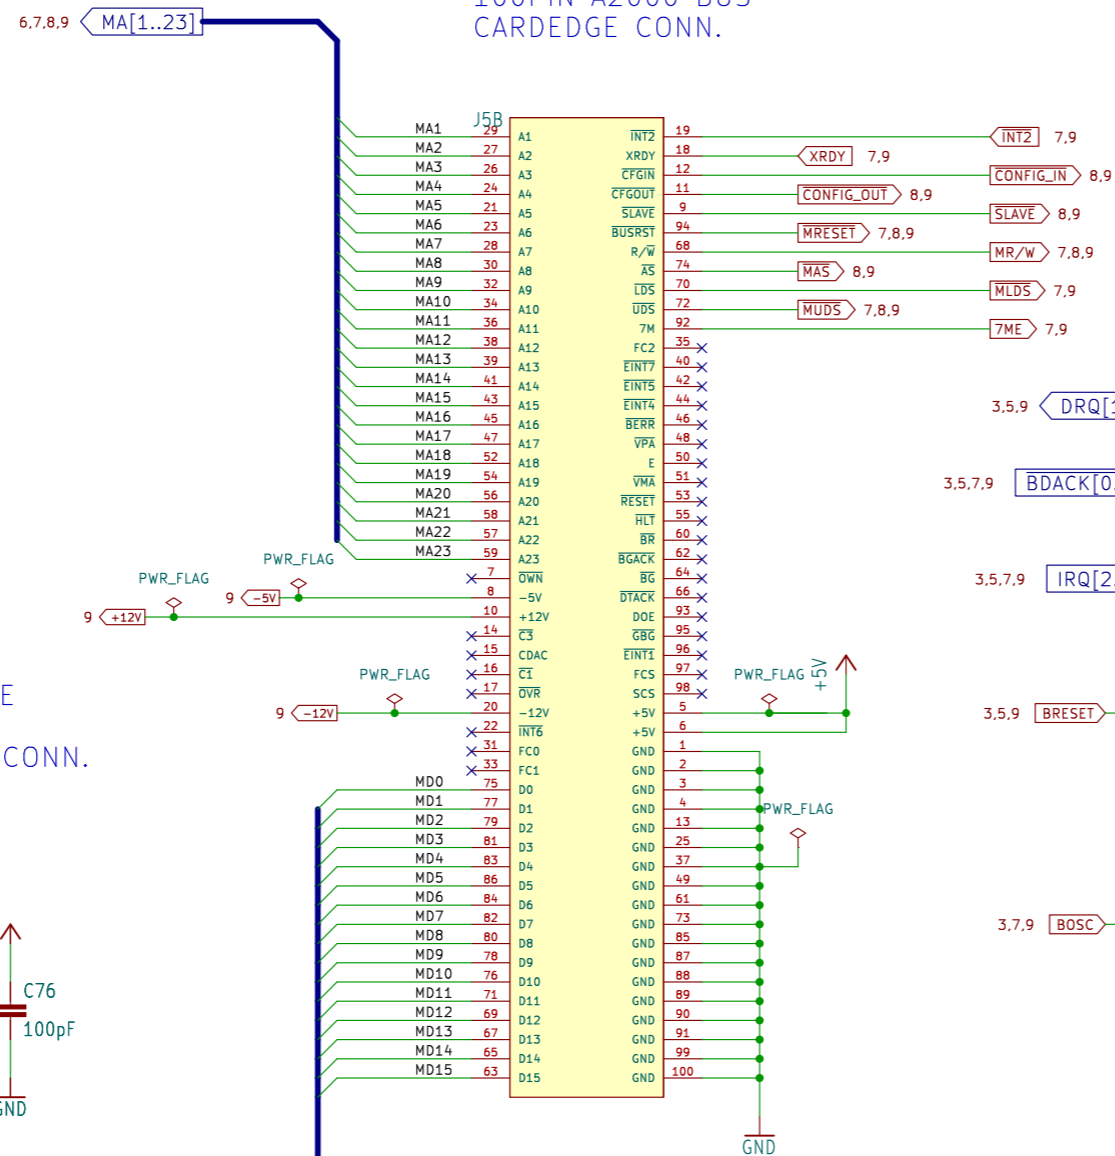 100PIN A2000 BUS
CARDEDGE CONN.
6,7,8,9 MA[1..23]
J5B
MA1 29 A1 INT2 19 INT2 7,9
MA2 27 A2 XRDY 18 XRDY 7,9
MA3 26 A3 CFGIN 12 CONFIG_IN 8,9
MA4 24 A4 CFGOUT 11 CONFIG_OUT 8,9
MA5 21 A5 SLAVE 9 SLAVE 8,9
MA6 23 A6 BUSRST 94 MRESET 7,8,9
MA7 28 A7 R/W 68 MR/W 7,8,9
MA8 30 A8 AS 74 MAS 8,9
MA9 32 A9 LDS 70 MLDS 7,9
MA10 34 A10 UDS 72 MUDS 7,8,9
MA11 36 A11 7M 92 7ME 7,9
MA12 38 A12 FC2 35
MA13 39 A13 EINT7 40
MA14 41 A14 EINT5 42
MA15 43 A15 EINT4 44 3,5,9 DRQ[1
MA16 45 A16 BERR 46
MA17 47 A17 VPA 48
MA18 52 A18 E 50
MA19 54 A19 VMA 51 3,5,7,9 BDACK[0.
MA20 56 A20 RESET 53
MA21 58 A21 HLT 55
MA22 57 A22 BR 60
MA23 59 A23 BGACK 62
PWR_FLAG
PWR_FLAG 7 OWN BG 64 3,5,7,9 IRQ[2.
9 -5V 8 -5V DTACK 66
9 +12V 10 +12V DOE 93
14 C3 GBG 95
15 CDAC EINT1 96
PWR_FLAG 16 C1 FCS 97 PWR_FLAG +5V
17 OVR SCS 98
E
9 -12V 20 -12V +5V 5 3,5,9 BRESET
22 INT6 +5V 6
CONN.
31 FC0 GND 1
33 FC1 GND 2
MD0 75 D0 GND 3
MD1 77 D1 GND 4 PWR_FLAG
MD2 79 D2 GND 13
MD3 81 D3 GND 25
MD4 83 D4 GND 37
MD5 86 D5 GND 49
MD6 84 D6 GND 61
MD7 82 D7 GND 73 3,7,9 BOSC
MD8 80 D8 GND 85
MD9 78 D9 GND 87
MD10 76 D10 GND 88
C76
MD11 71 D11 GND 89
MD12 69 D12 GND 90
100pF
MD13 67 D13 GND 91
MD14 65 D14 GND 99
MD15 63 D15 GND 100
GND
GND